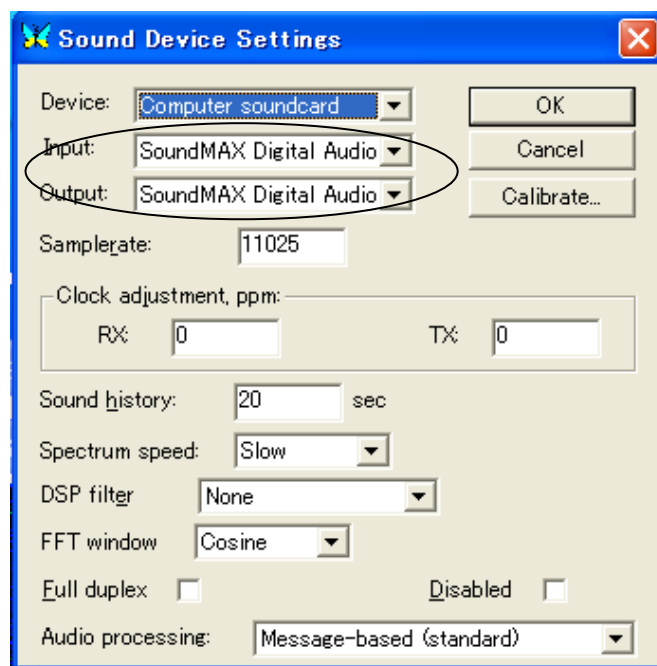 Sound Device Settings
Device: Computer soundcard OK
Input: SoundMAX Digital Audio Cancel
Output: SoundMAX Digital Audio Calibrate...
Samplerate: 11025
Clock adjustment, ppm:
RX: 0 TX: 0
Sound history: 20 sec
Spectrum speed: Slow
DSP filter None
FFT window Cosine
Full duplex Disabled
Audio processing: Message-based (standard)